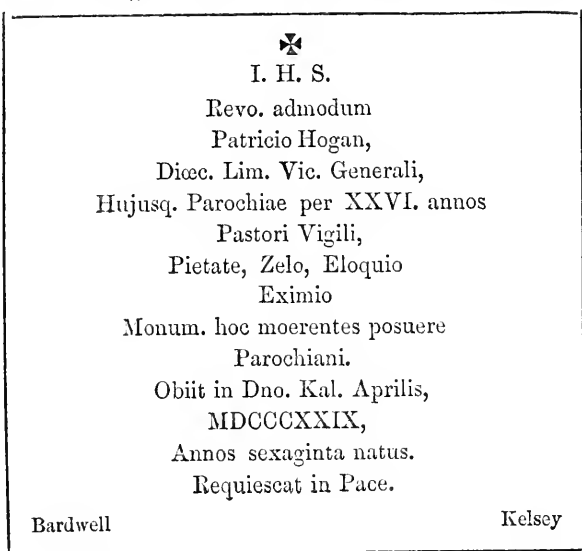 ✠
I. H. S.
Revo. admodum
Patricio Hogan,
Diœc. Lim. Vic. Generali,
Hujusq. Parochiae per XXVI. annos
Pastori Vigili,
Pietate, Zelo, Eloquio
Eximio
Monum. hoc moerentes posuere
Parochiani.
Obiit in Dno. Kal. Aprilis,
MDCCCXXIX,
Annos sexaginta natus.
Requiescat in Pace.
Bardwell Kelsey